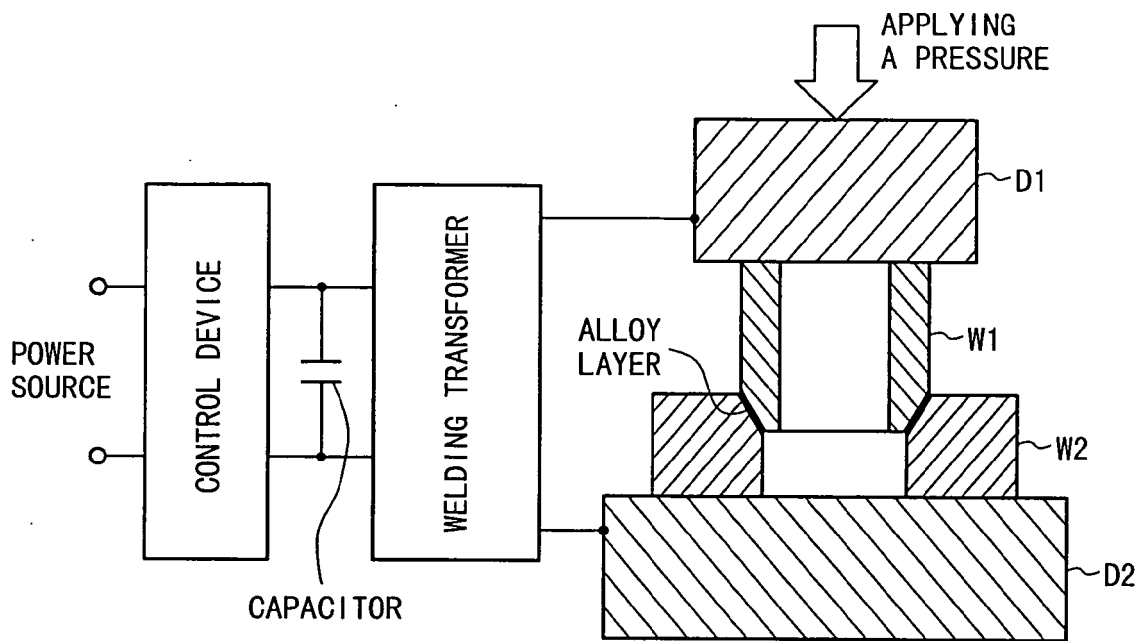 APPLYING
A PRESSURE
D1
CONTROL DEVICE
WELDING TRANSFORMER
ALLOY
LAYER
W1
POWER
SOURCE
W2
D2
CAPACITOR